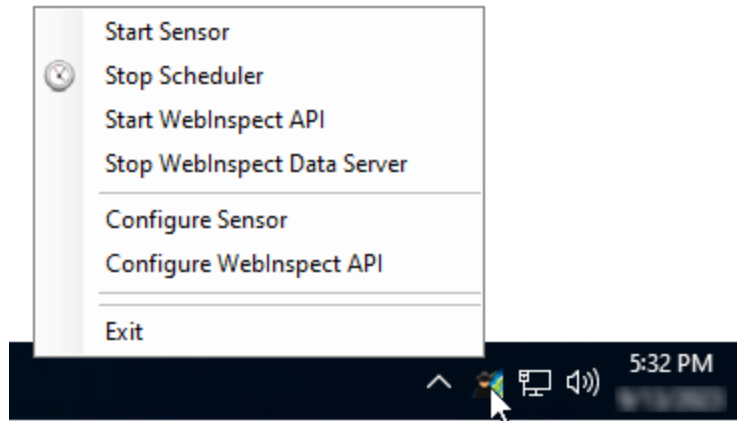 Start Sensor
Stop Scheduler
Start WebInspect API
Stop WebInspect Data Server
Configure Sensor
Configure WebInspect API
Exit
5:32 PM